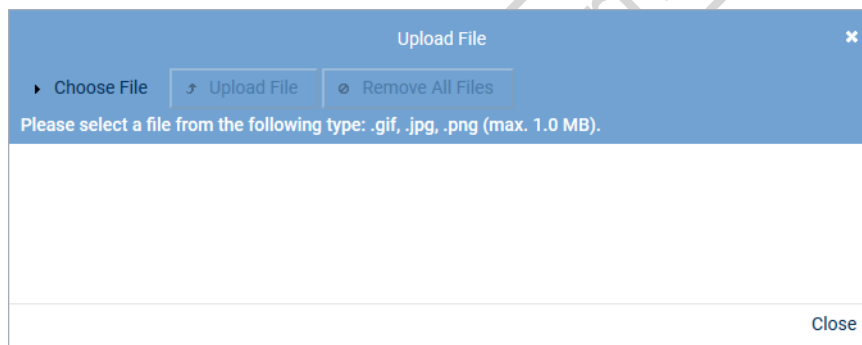 Upload File
Choose File Upload File Remove All Files
Please select a file from the following type: .gif, .jpg, .png (max. 1.0 MB).
Close